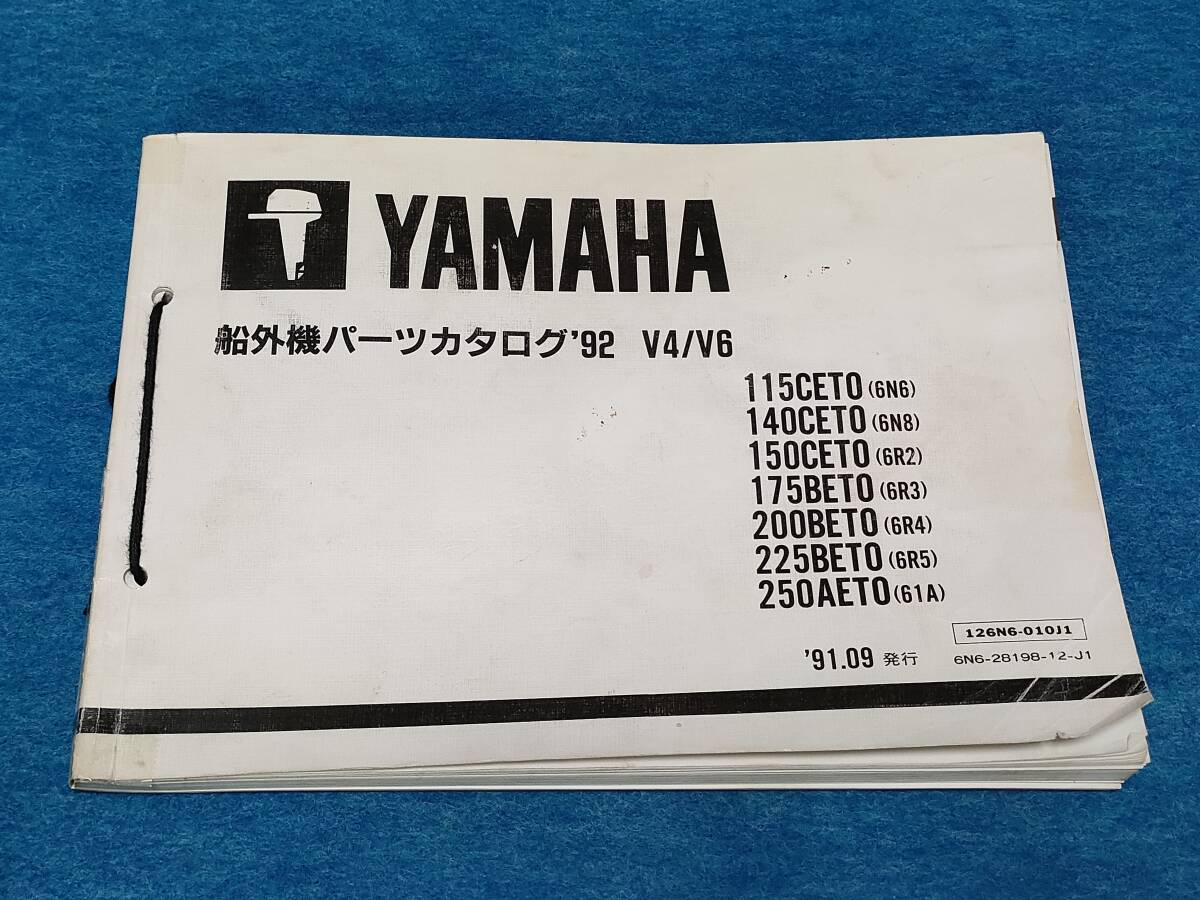 YAMAHA
船外機パーツカタログ'92 V4/V6
115CETO (6N6)
140CETO (6N8)
150CETO (6R2)
175BETO (6R3)
200BETO (6R4)
225BETO (6R5)
250AETO (61A)
126N6-010J1
'91.09 発行 6N6-28198-12-J1